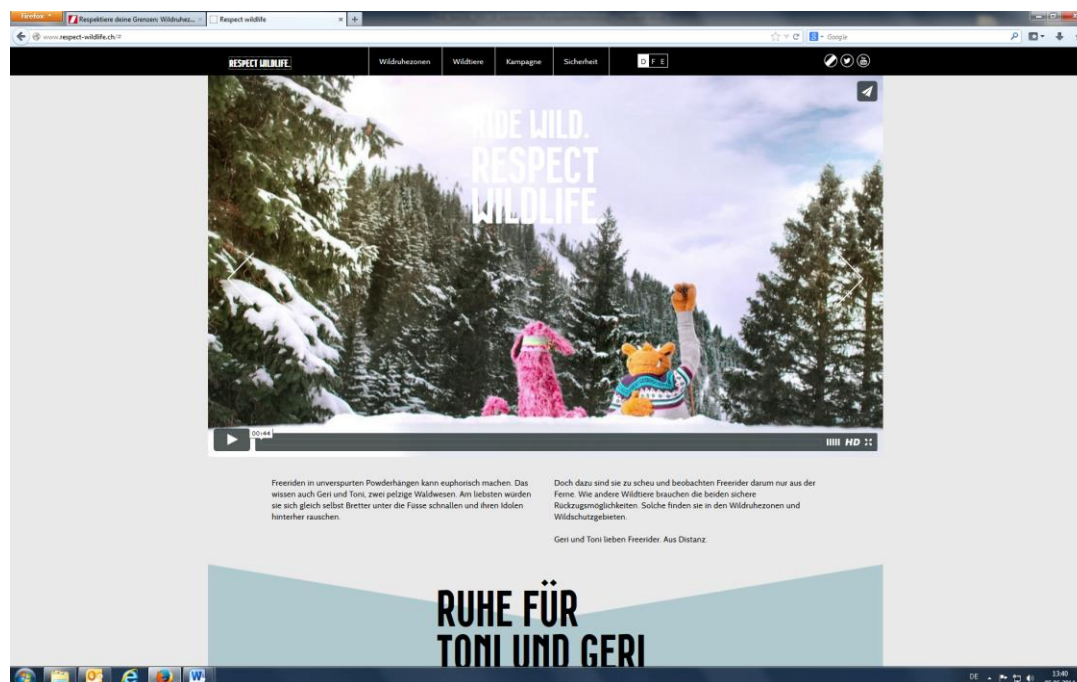 Firefox
Respektiere deine Grenzen: Wildruhez...
Respect wildlife
www.respect-wildlife.ch/#
Google
RESPECT WILDLIFE.
Wildruhezonen
Wildtiere
Kampagne
Sicherheit
D F E
RIDE WILD.
RESPECT
WILDLIFE.
00:44
HD
Freeriden in unverspurten Powderhängen kann euphorisch machen. Das
wissen auch Geri und Toni, zwei pelzige Waldwesen. Am liebsten würden
sie sich gleich selbst Bretter unter die Füsse schnallen und ihren Idolen
hinterher rauschen.
Doch dazu sind sie zu scheu und beobachten Freerider darum nur aus der
Ferne. Wie andere Wildtiere brauchen die beiden sichere
Rückzugsmöglichkeiten. Solche finden sie in den Wildruhezonen und
Wildschutzgebieten.
Geri und Toni lieben Freerider. Aus Distanz.
RUHE FÜR
TONI UND GERI
DE
13:40